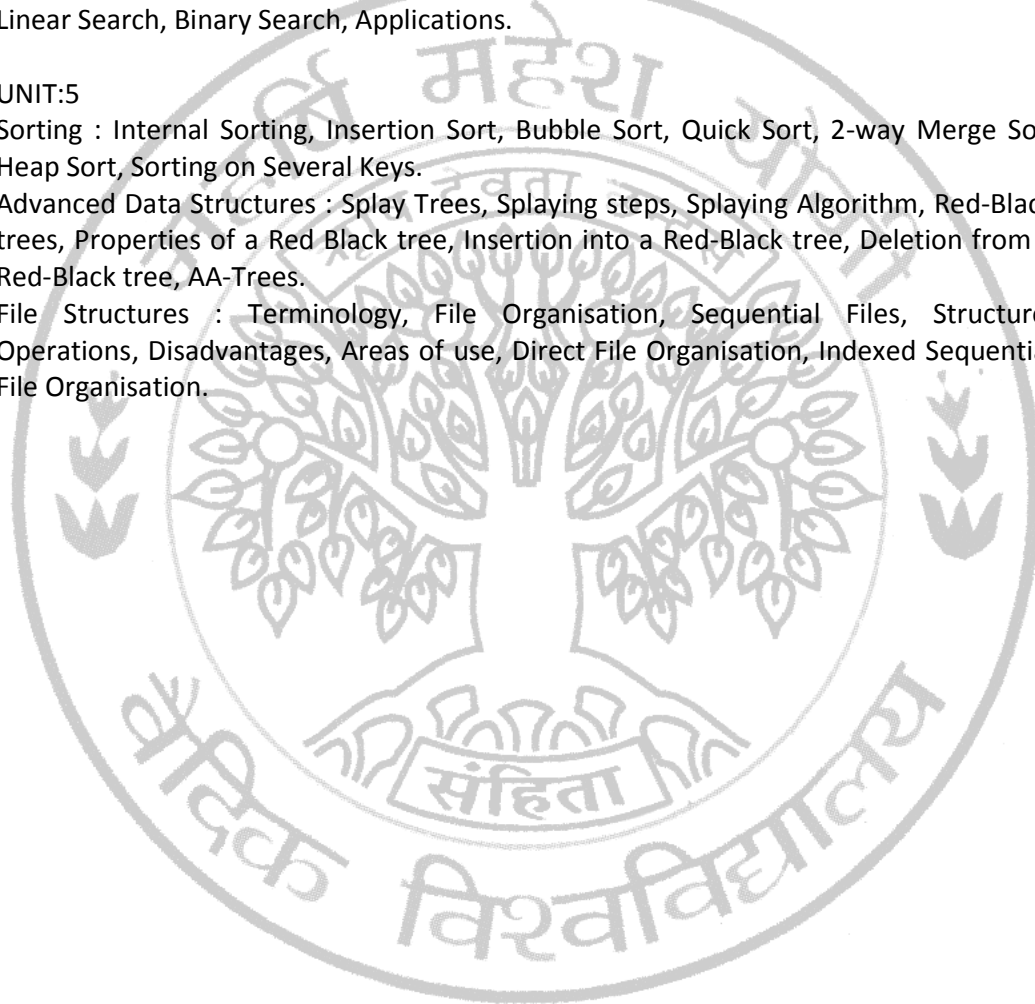 Linear Search, Binary Search, Applications.
UNIT:5
Sorting : Internal Sorting, Insertion Sort, Bubble Sort, Quick Sort, 2-way Merge So
Heap Sort, Sorting on Several Keys.
Advanced Data Structures : Splay Trees, Splaying steps, Splaying Algorithm, Red-Blac
trees, Properties of a Red Black tree, Insertion into a Red-Black tree, Deletion from
Red-Black tree, AA-Trees.
File Structures : Terminology, File Organisation, Sequential Files, Structur
Operations, Disadvantages, Areas of use, Direct File Organisation, Indexed Sequenti
File Organisation.
महर्षि महेश योगी
संहिता
वैदिक विश्वविद्यालय